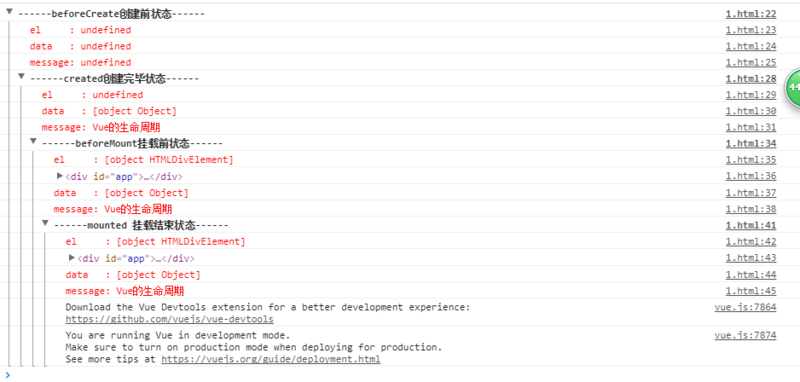 ------beforeCreate创建前状态------ 1.html:22
el : undefined 1.html:23
data : undefined 1.html:24
message: undefined 1.html:25
------created创建完毕状态------ 1.html:28
el : undefined 1.html:29
data : [object Object] 1.html:30
message: Vue的生命周期 1.html:31
------beforeMount挂载前状态------ 1.html:34
el : [object HTMLDivElement] 1.html:35
<div id="app">…</div> 1.html:36
data : [object Object] 1.html:37
message: Vue的生命周期 1.html:38
------mounted 挂载结束状态------ 1.html:41
el : [object HTMLDivElement] 1.html:42
<div id="app">…</div> 1.html:43
data : [object Object] 1.html:44
message: Vue的生命周期 1.html:45
Download the Vue Devtools extension for a better development experience: vue.js:7864
https://github.com/vuejs/vue-devtools
You are running Vue in development mode. vue.js:7874
Make sure to turn on production mode when deploying for production.
See more tips at https://vuejs.org/guide/deployment.html